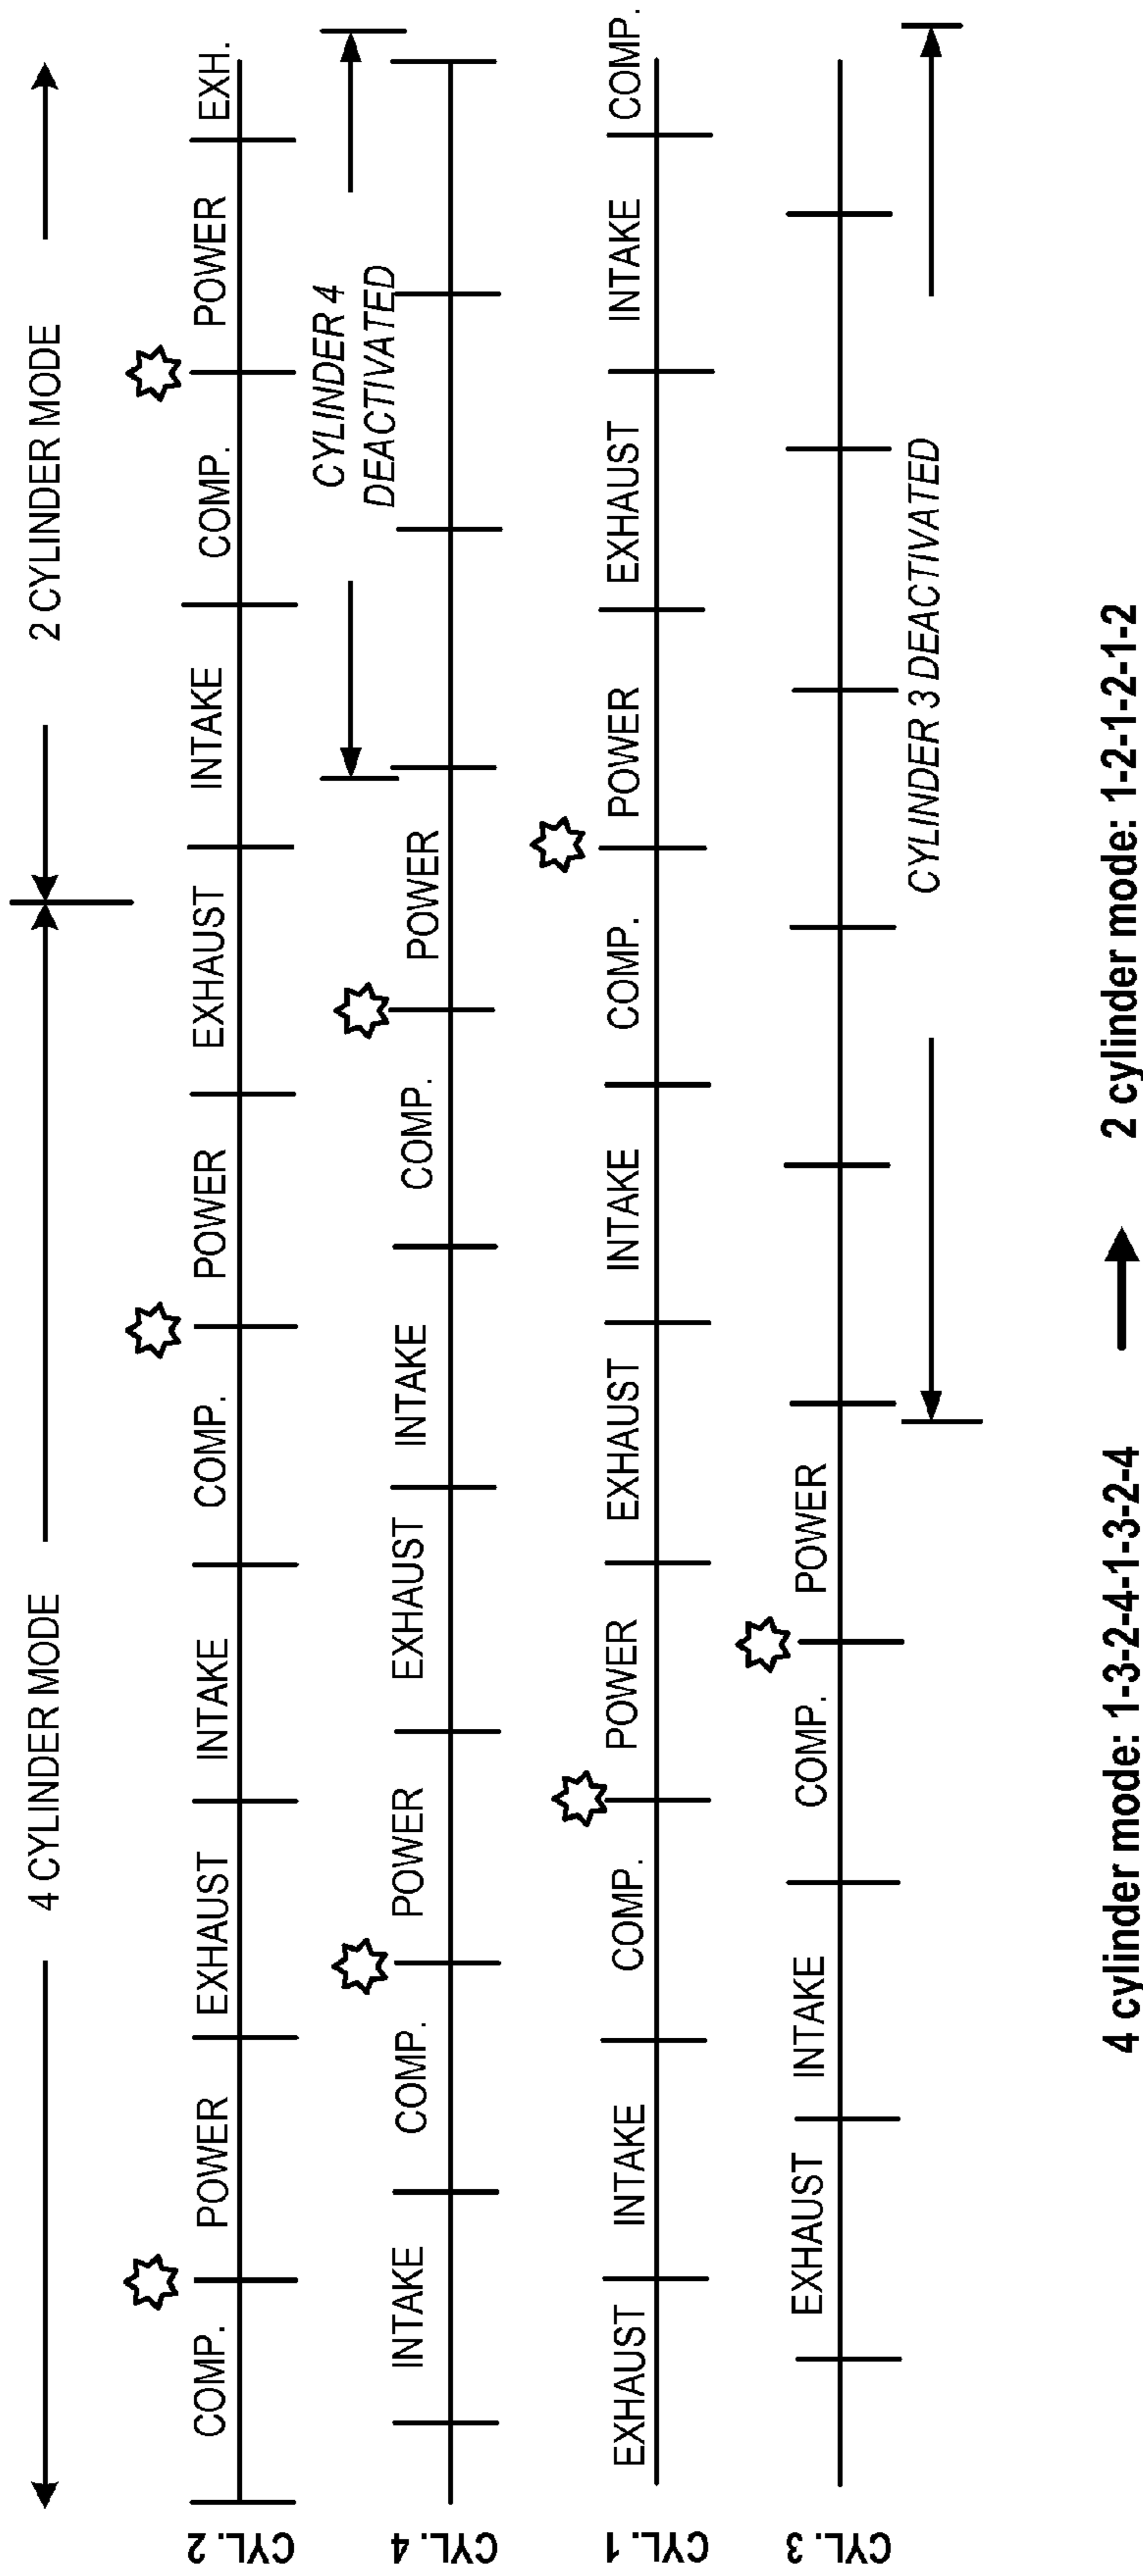 4 CYLINDER MODE
2 CYLINDER MODE
CYL. 2
COMP.
POWER
EXHAUST
INTAKE
COMP.
POWER
EXHAUST
INTAKE
COMP.
POWER
EXH.
CYL. 4
INTAKE
COMP.
POWER
EXHAUST
INTAKE
COMP.
POWER
CYLINDER 4
DEACTIVATED
CYL. 1
EXHAUST
INTAKE
COMP.
POWER
EXHAUST
INTAKE
COMP.
POWER
EXHAUST
INTAKE
COMP.
CYL. 3
EXHAUST
INTAKE
COMP.
POWER
CYLINDER 3 DEACTIVATED
4 cylinder mode: 1-3-2-4-1-3-2-4
2 cylinder mode: 1-2-1-2-1-2